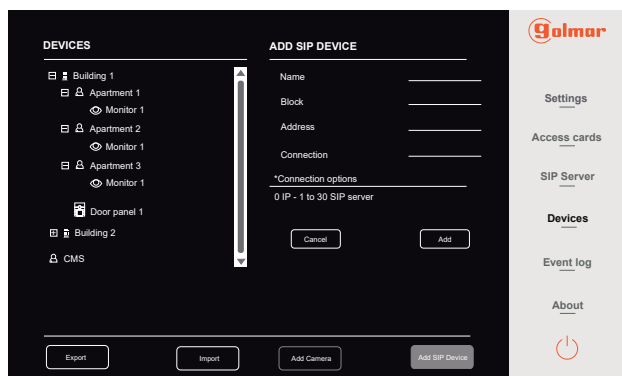 DEVICES
Building 1
Apartment 1
Monitor 1
Apartment 2
Monitor 1
Apartment 3
Monitor 1
Door panel 1
Building 2
CMS
ADD SIP DEVICE
Name
Block
Address
Connection
*Connection options
0 IP - 1 to 30 SIP server
Cancel
Add
Export
Import
Add Camera
Add SIP Device
golmar
Settings
Access cards
SIP Server
Devices
Event log
About